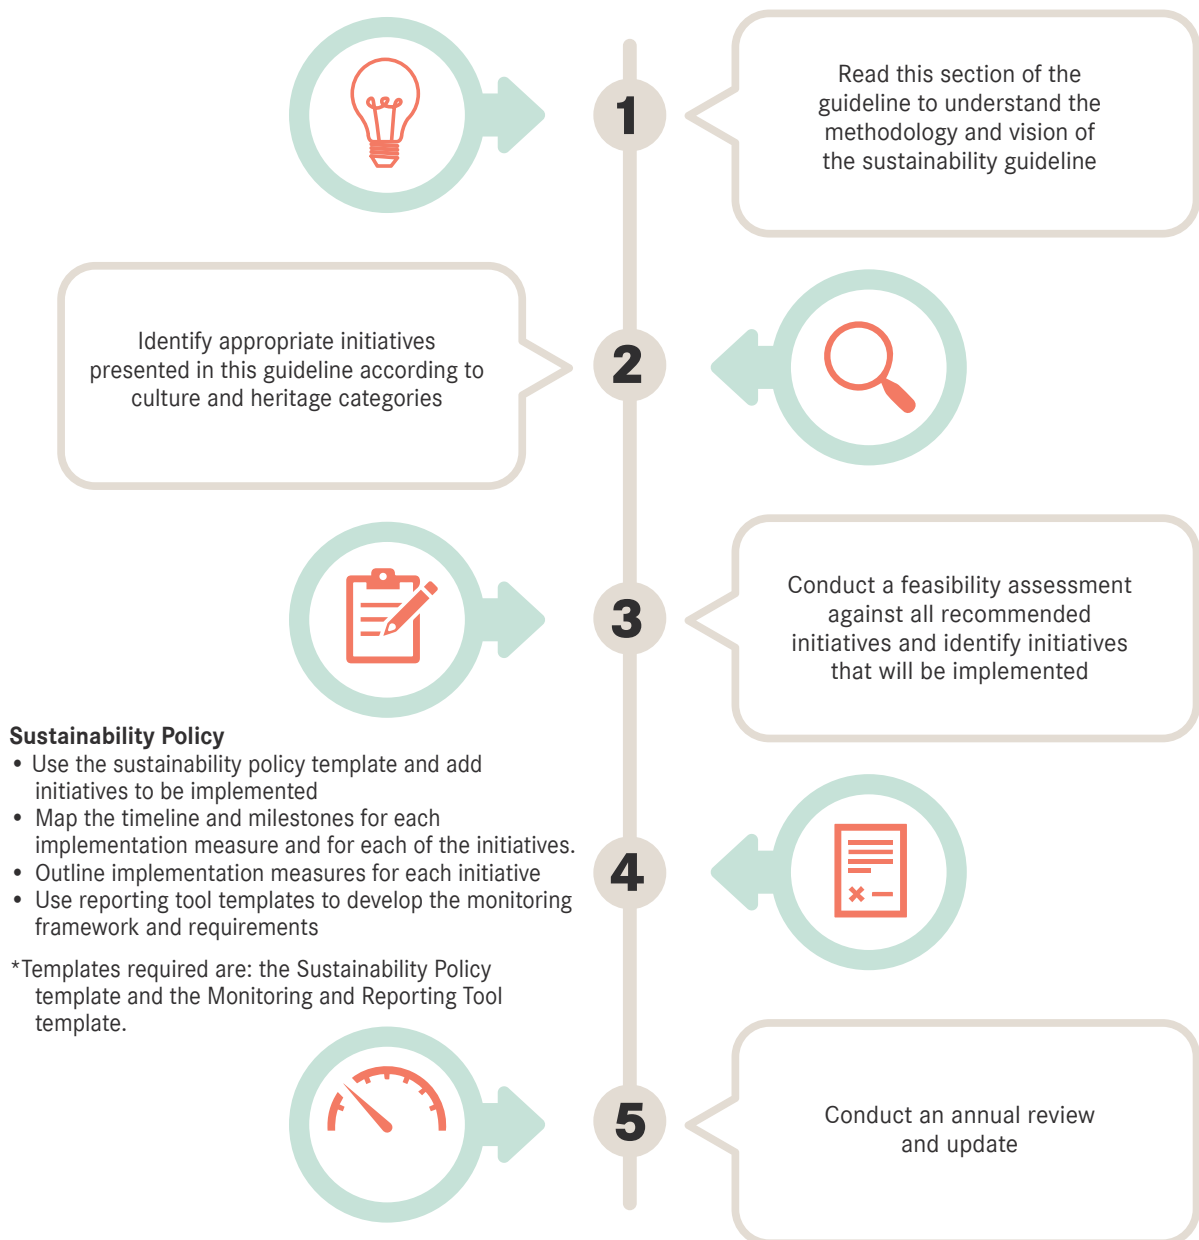 1
Read this section of the
guideline to understand the
methodology and vision of
the sustainability guideline
Identify appropriate initiatives
presented in this guideline according to
culture and heritage categories
2
3
Conduct a feasibility assessment
against all recommended
initiatives and identify initiatives
that will be implemented
Sustainability Policy
• Use the sustainability policy template and add
initiatives to be implemented
• Map the timeline and milestones for each
implementation measure and for each of the initiatives.
• Outline implementation measures for each initiative
• Use reporting tool templates to develop the monitoring
framework and requirements
*Templates required are: the Sustainability Policy
template and the Monitoring and Reporting Tool
template.
4
5
Conduct an annual review
and update